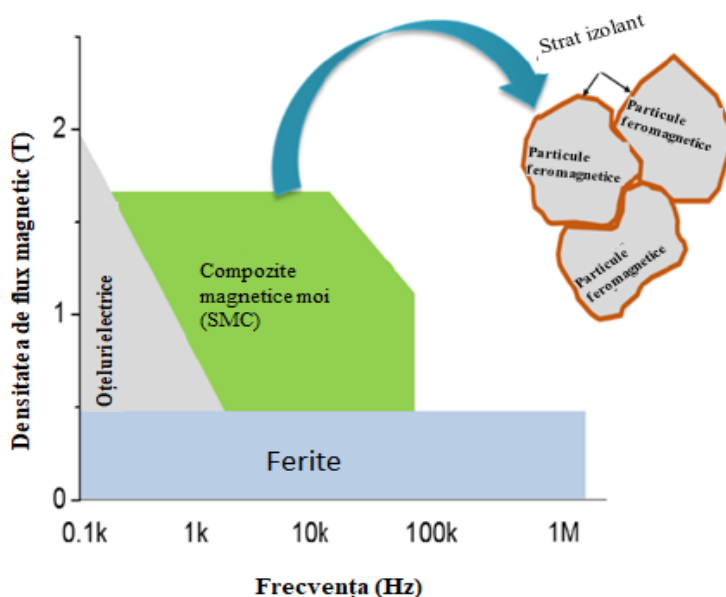 Strat izolant
Particule
feromagnetice
Particule
feromagnetice
Particule
feromagnetice
Densitatea de flux magnetic (T)
2
1
0
Oțeluri electrice
Compozite
magnetice moi
(SMC)
Ferite
0.1k 1k 10k 100k 1M
Frecvența (Hz)